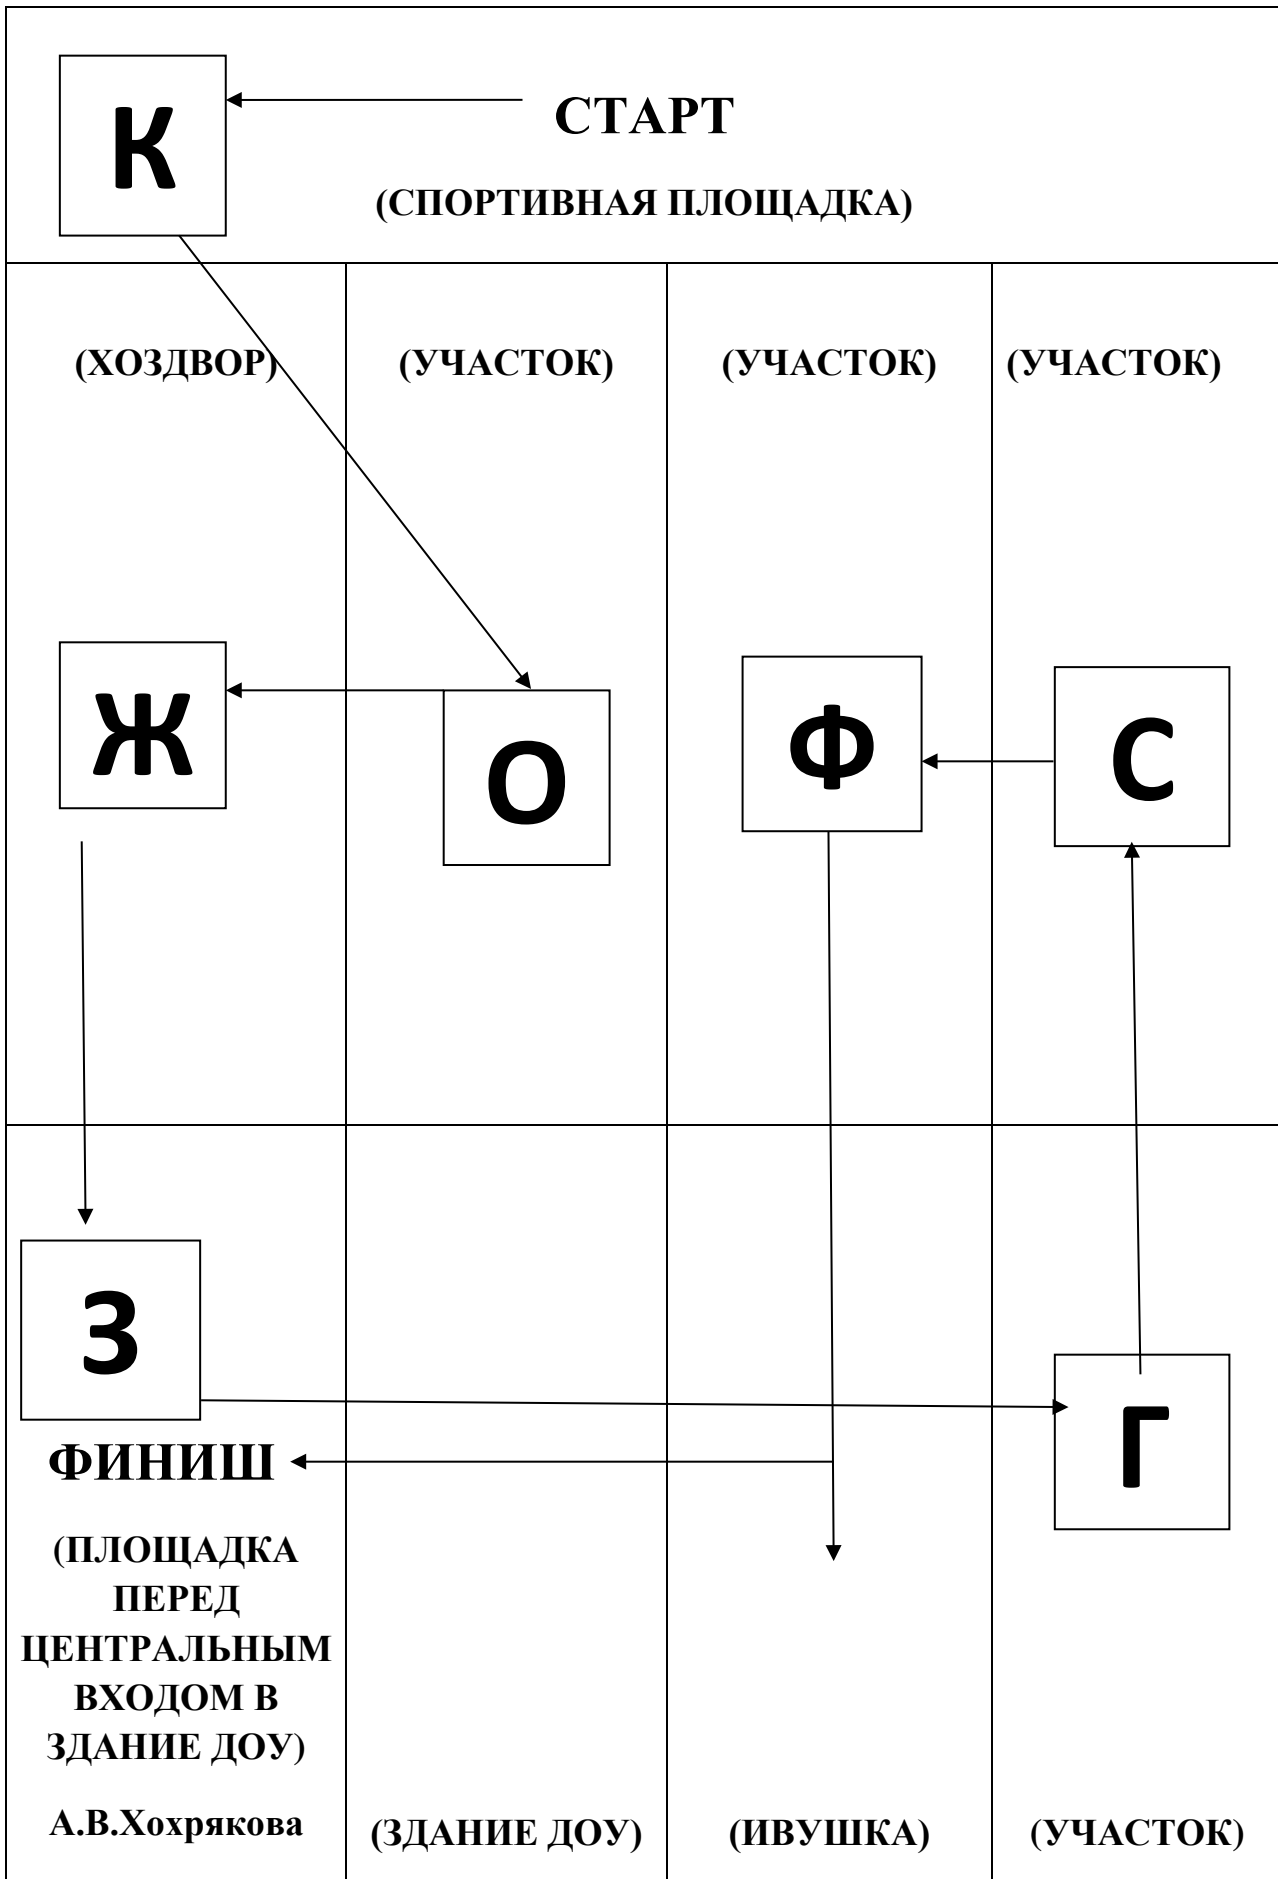 К
СТАРТ
(СПОРТИВНАЯ ПЛОЩАДКА)
(ХОЗДВОР)
(УЧАСТОК)
(УЧАСТОК)
(УЧАСТОК)
Ж
О
Ф
С
З
ФИНИШ
(ПЛОЩАДКА
ПЕРЕД
ЦЕНТРАЛЬНЫМ
ВХОДОМ В
ЗДАНИЕ ДОУ)
А.В.Хохрякова
(ЗДАНИЕ ДОУ)
(ИВУШКА)
Г
(УЧАСТОК)